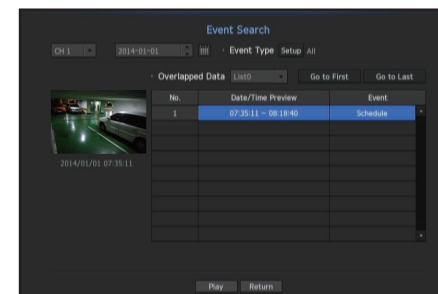 Event Search
CH 1 2014-01-01 · Event Type Setup All
· Overlapped Data List0 Go to First Go to Last
No. Date/Time Preview Event
1 07:35:11 ~ 08:18:40 Schedule
2014/01/01 07:35:11
Play Return